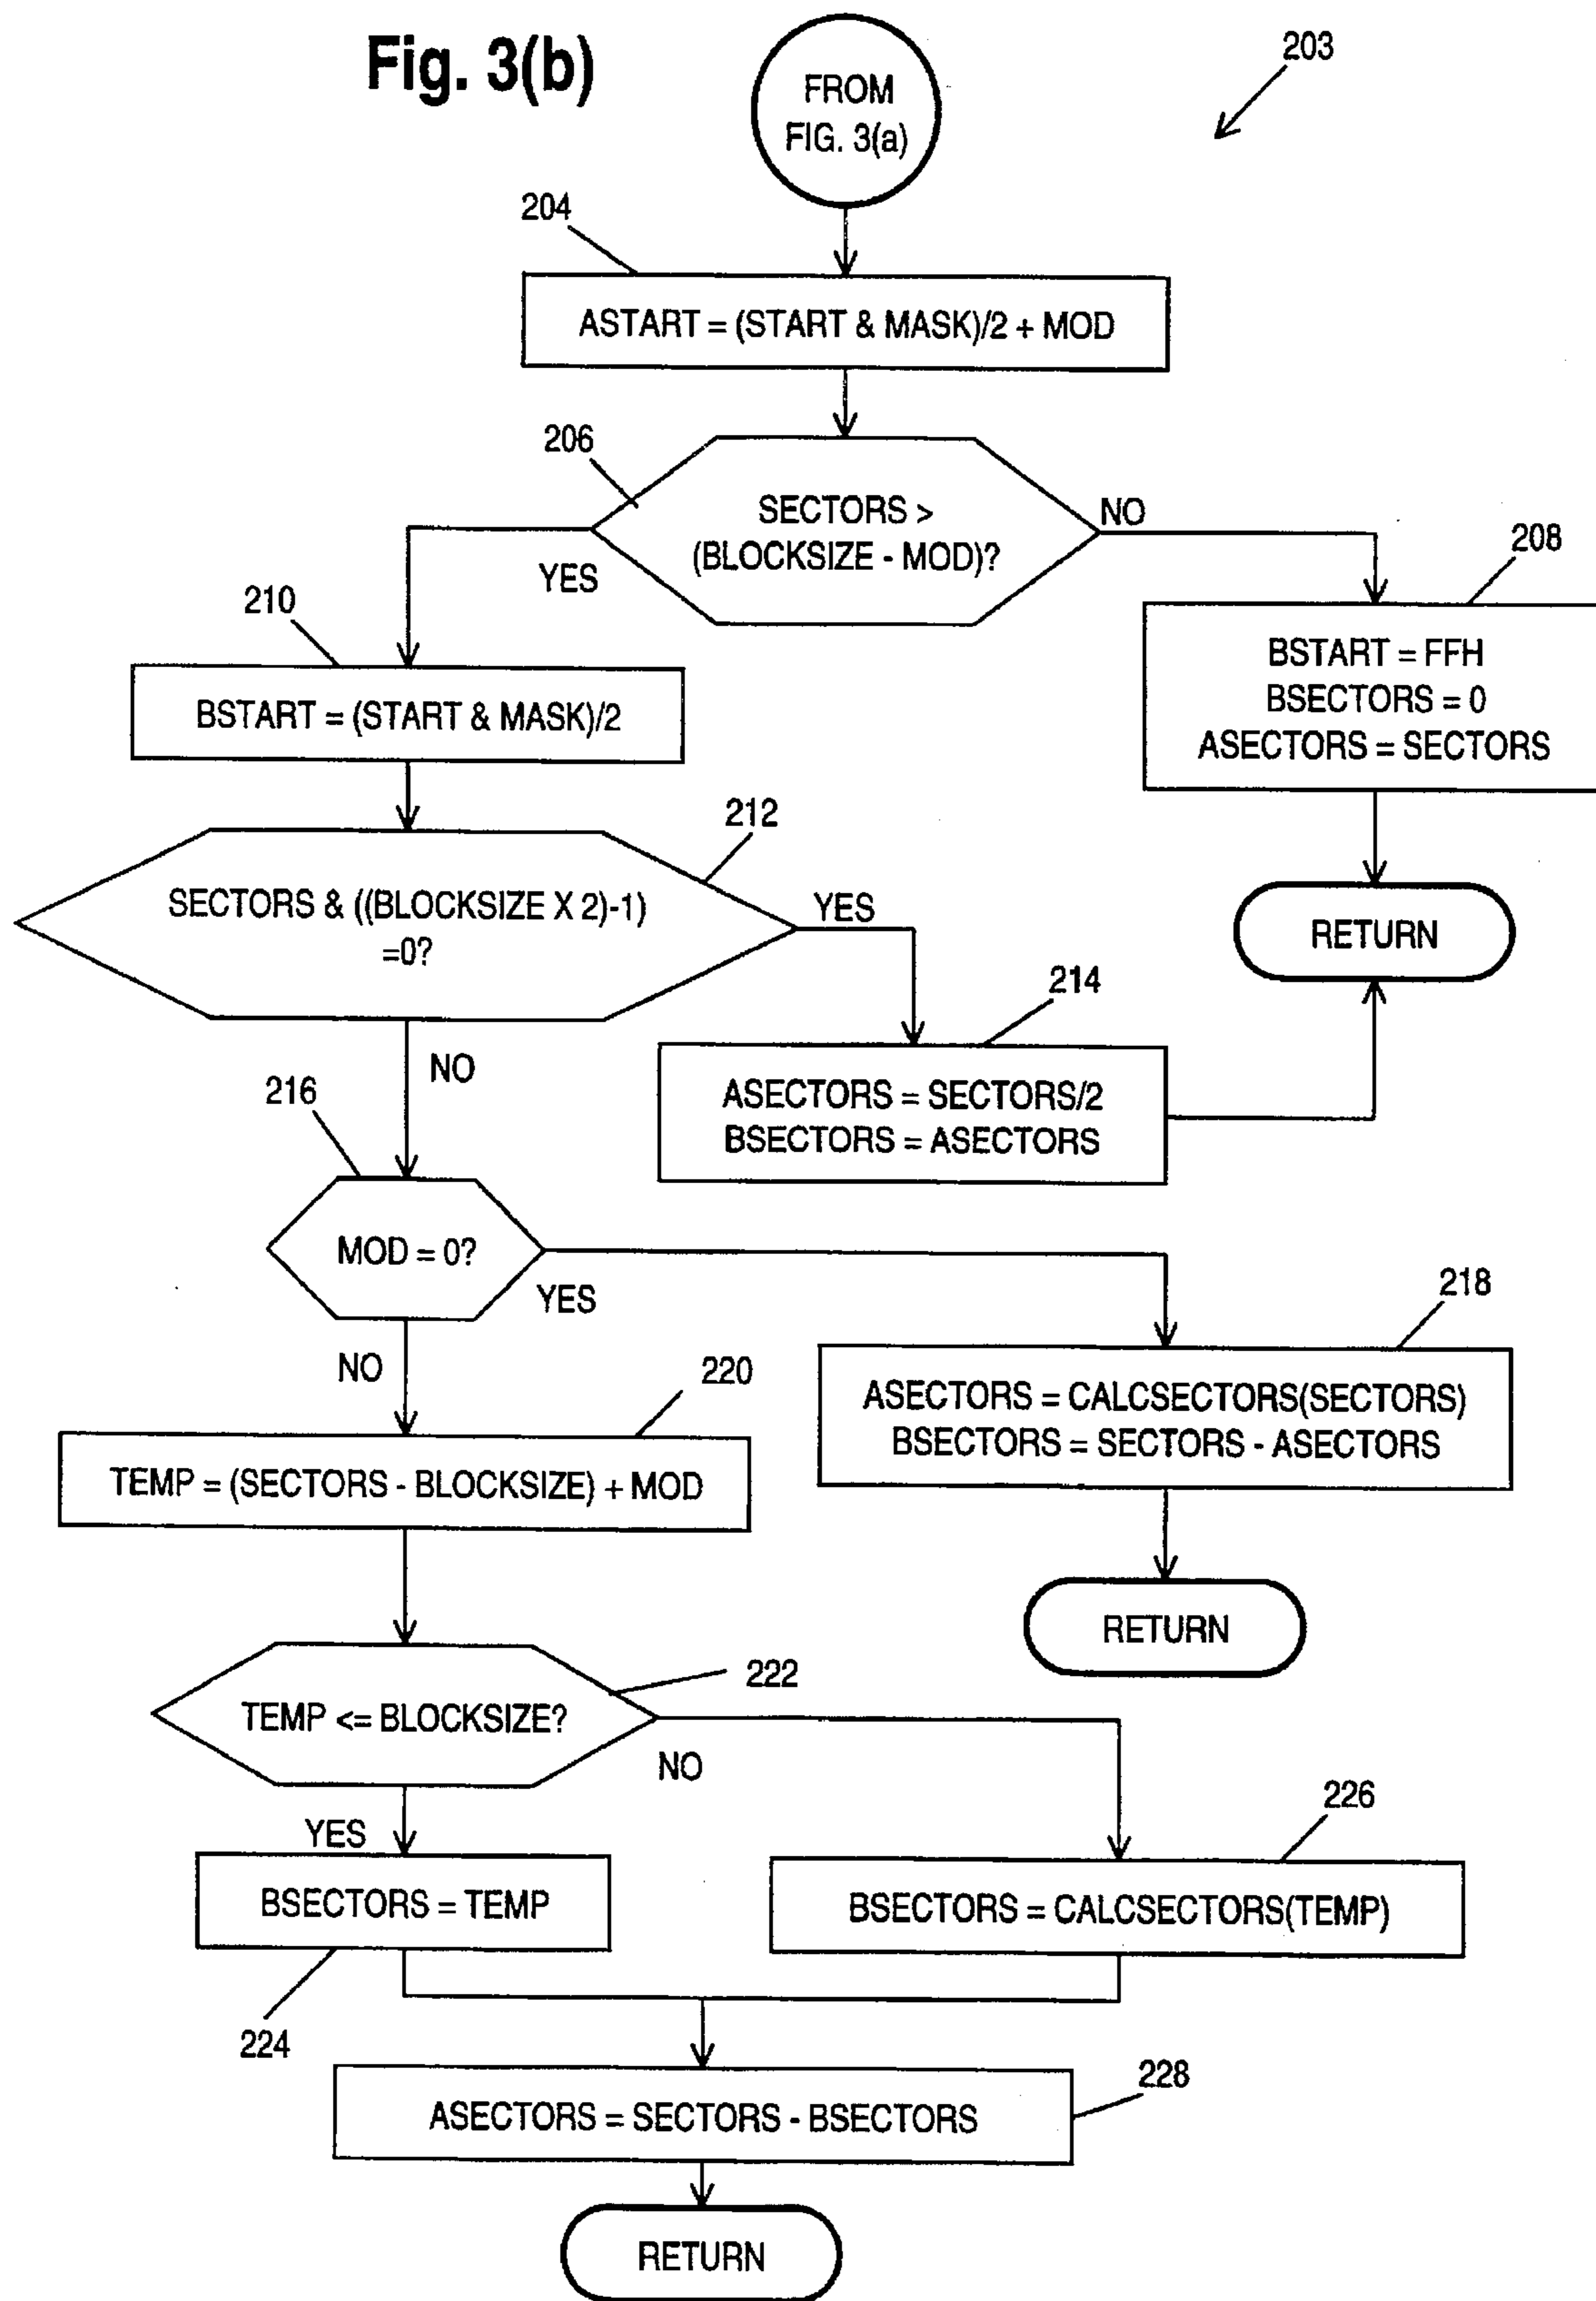 Fig. 3(b)
FROM
FIG. 3(a)
203
204
ASTART = (START & MASK)/2 + MOD
206
SECTORS >
(BLOCKSIZE - MOD)?
NO
YES
208
BSTART = FFH
BSECTORS = 0
ASECTORS = SECTORS
210
BSTART = (START & MASK)/2
RETURN
212
SECTORS & ((BLOCKSIZE X 2)-1)
=0?
YES
214
ASECTORS = SECTORS/2
BSECTORS = ASECTORS
NO
216
MOD = 0?
YES
218
ASECTORS = CALCSECTORS(SECTORS)
BSECTORS = SECTORS - ASECTORS
RETURN
NO
220
TEMP = (SECTORS - BLOCKSIZE) + MOD
222
TEMP <= BLOCKSIZE?
NO
YES
226
BSECTORS = CALCSECTORS(TEMP)
BSECTORS = TEMP
224
228
ASECTORS = SECTORS - BSECTORS
RETURN